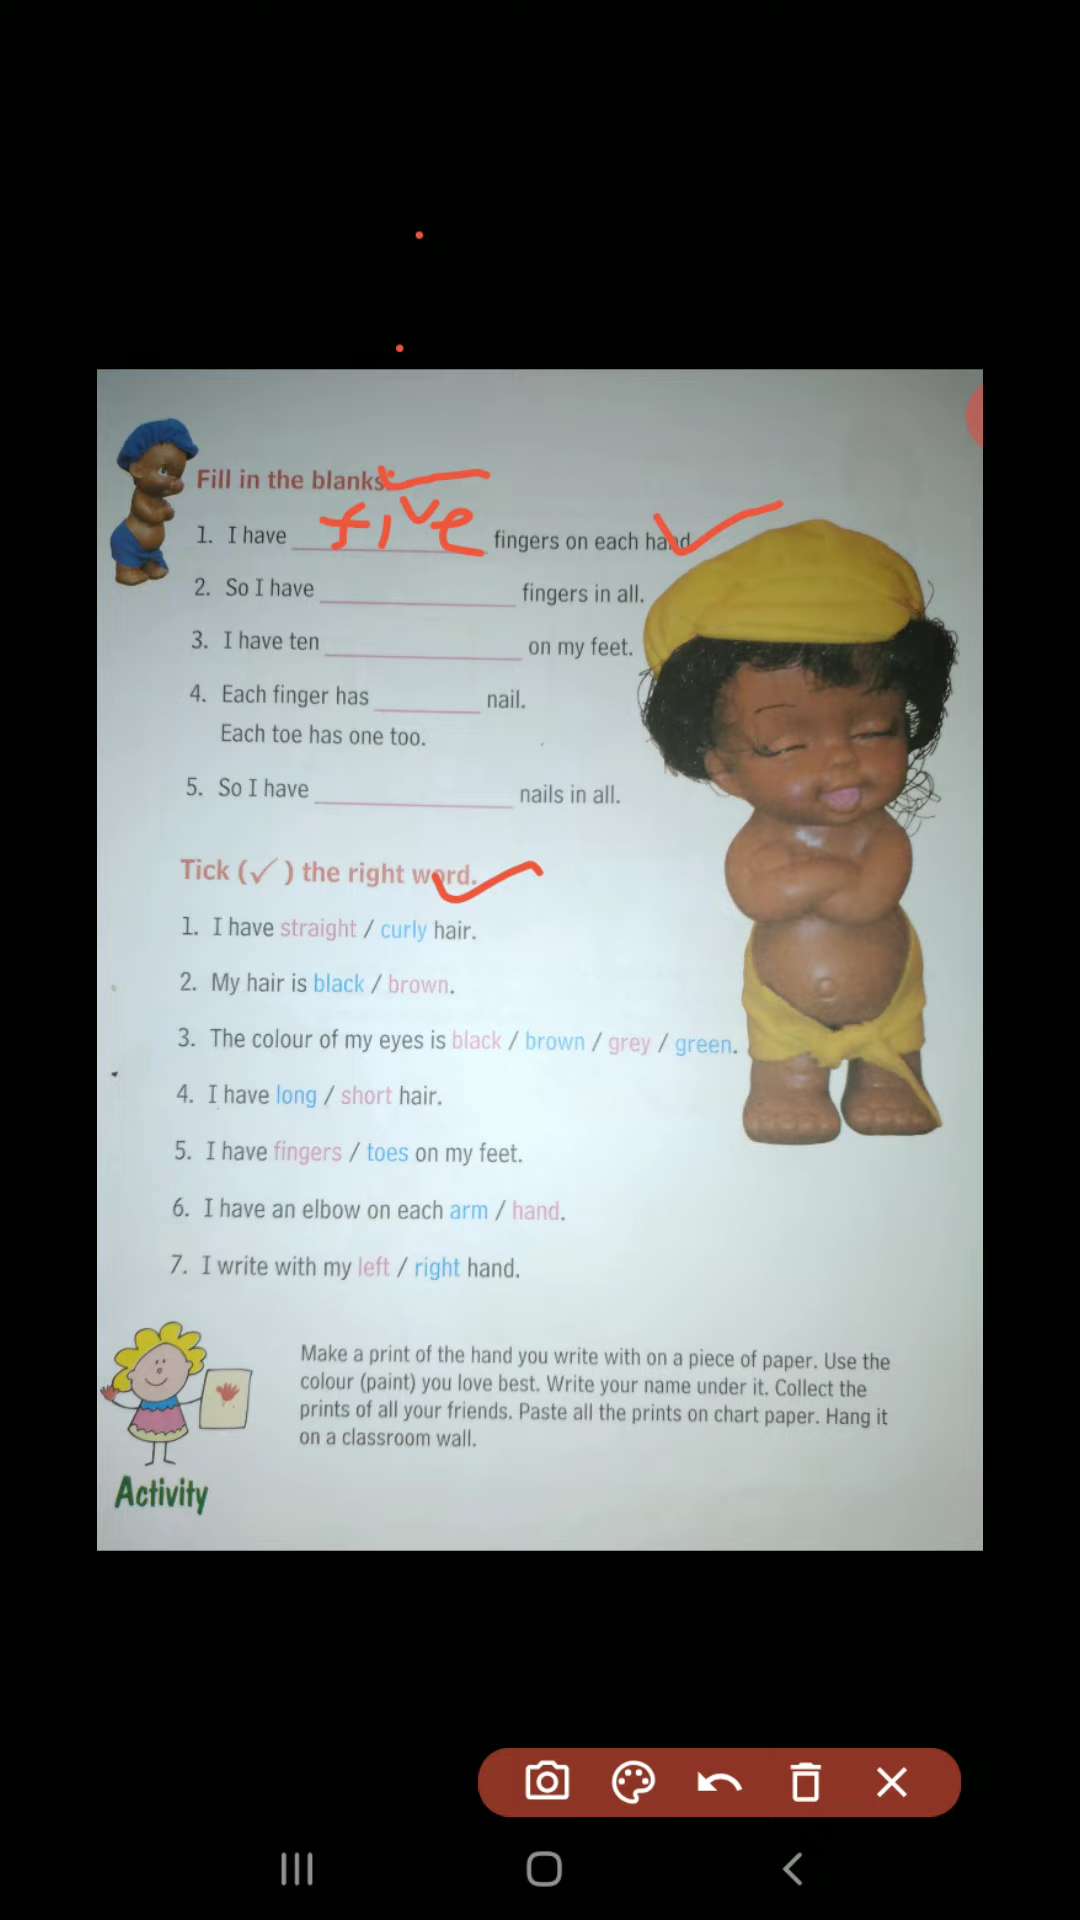 Fill in the blanks.
1. I have five fingers on each hand.
2. So I have ____________ fingers in all.
3. I have ten ____________ on my feet.
4. Each finger has ______ nail.
Each toe has one too.
5. So I have ____________ nails in all.
Tick (✓) the right word.
1. I have straight / curly hair.
2. My hair is black / brown.
3. The colour of my eyes is black / brown / grey / green.
4. I have long / short hair.
5. I have fingers / toes on my feet.
6. I have an elbow on each arm / hand.
7. I write with my left / right hand.
Make a print of the hand you write with on a piece of paper. Use the
colour (paint) you love best. Write your name under it. Collect the
prints of all your friends. Paste all the prints on chart paper. Hang it
on a classroom wall.
Activity